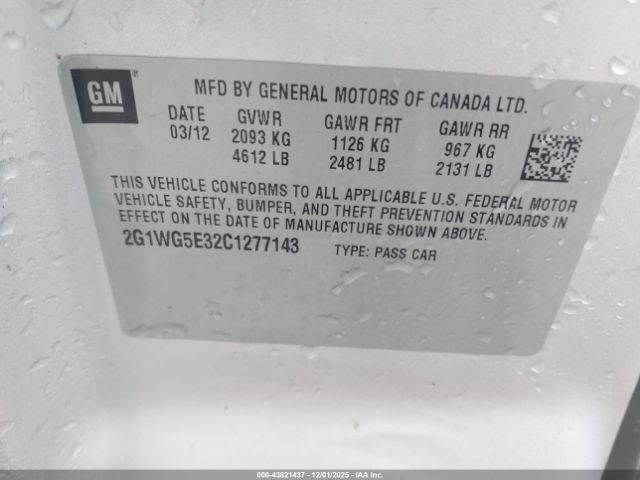 GM
MFD BY GENERAL MOTORS OF CANADA LTD.
DATE GVWR GAWR FRT GAWR RR
03/12 2093 KG 1126 KG 967 KG
4612 LB 2481 LB 2131 LB
THIS VEHICLE CONFORMS TO ALL APPLICABLE U.S. FEDERAL MOTOR
VEHICLE SAFETY, BUMPER, AND THEFT PREVENTION STANDARDS IN
EFFECT ON THE DATE OF MANUFACTURE SHOWN ABOVE.
2G1WG5E32C1277143 TYPE: PASS CAR
000-43821437 - 12/01/2025 - IAA